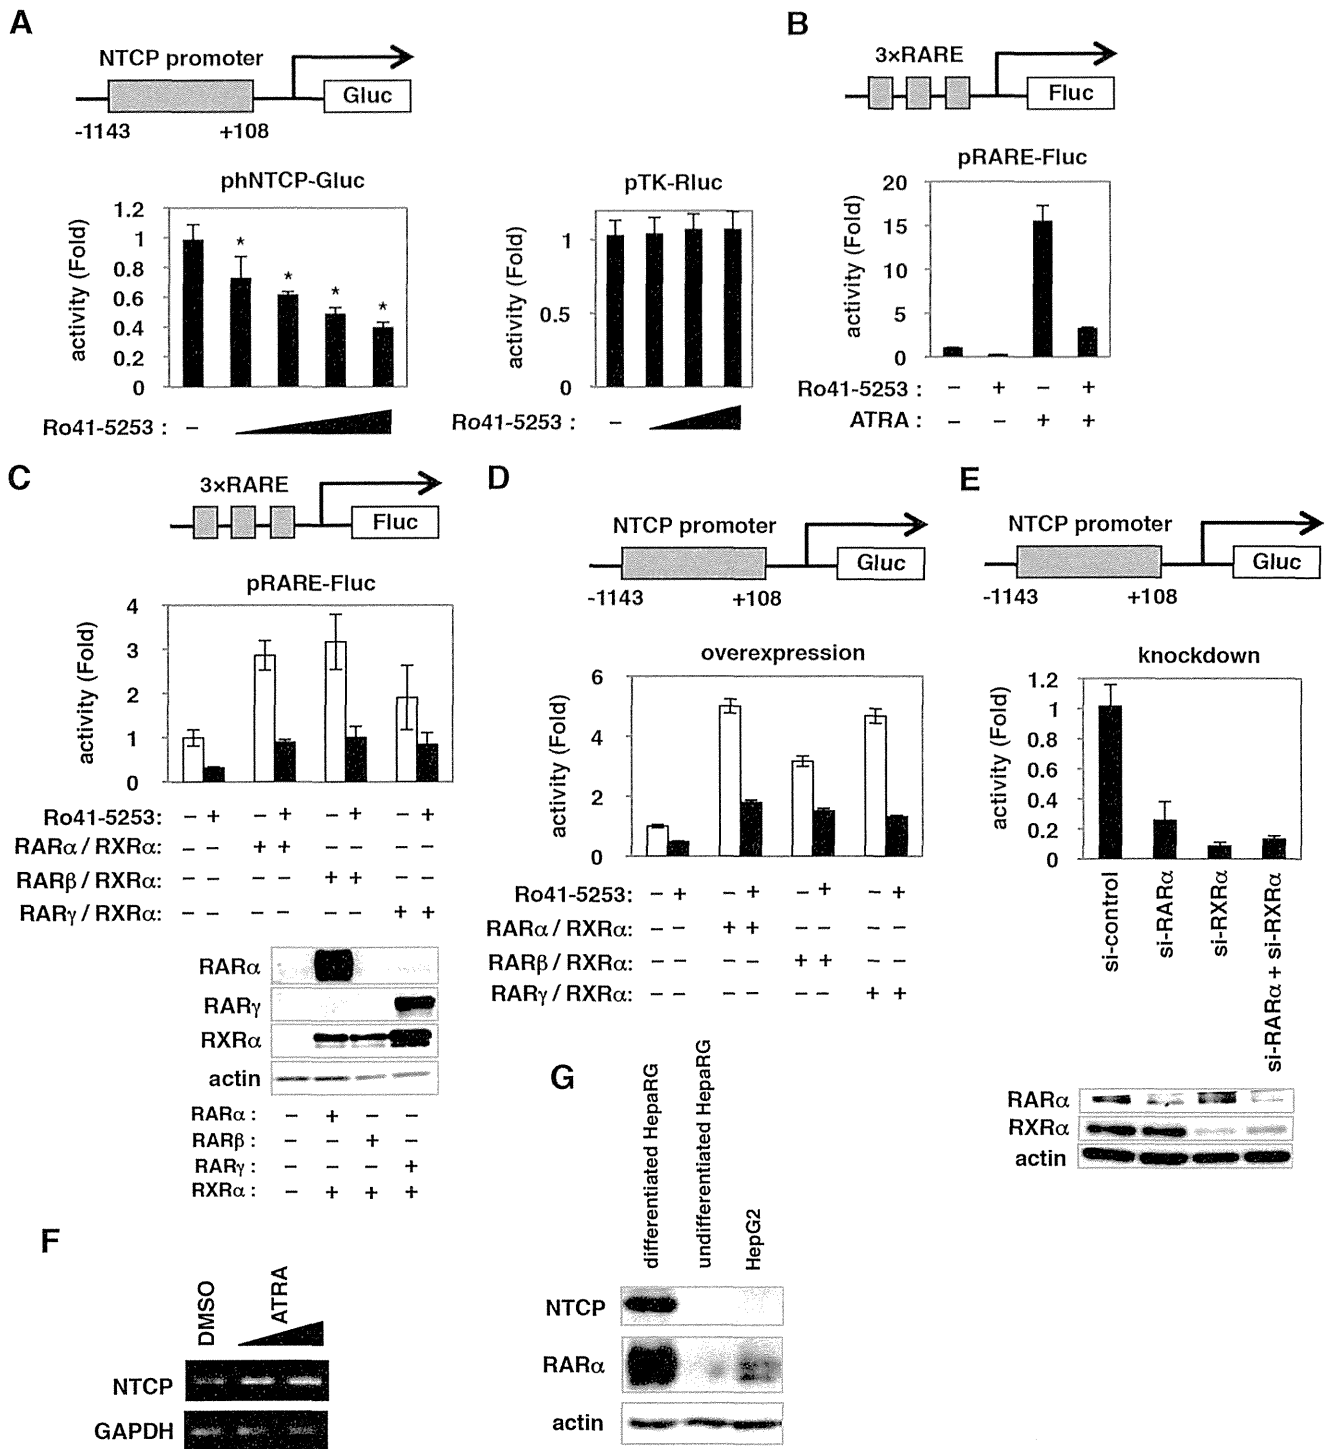 A
NTCP promoter
Gluc
-1143
+108
phNTCP-Gluc
activity (Fold)
1.2
1
0.8
0.6
0.4
0.2
0
* * * *
Ro41-5253 : –
pTK-Rluc
activity (Fold)
1
0.5
0
Ro41-5253 : –
B
3×RARE
Fluc
pRARE-Fluc
activity (Fold)
20
15
10
5
0
Ro41-5253 : – + – +
ATRA : – – + +
C
3×RARE
Fluc
pRARE-Fluc
activity (Fold)
4
3
2
1
0
Ro41-5253: – + – + – + – +
RARα / RXRα: – – + + – – – –
RARβ / RXRα: – – – – + + – –
RARγ / RXRα: – – – – – – + +
RARα
RARγ
RXRα
actin
RARα : – + – –
RARβ : – – + –
RARγ : – – – +
RXRα : – + + +
D
NTCP promoter
Gluc
-1143
+108
overexpression
activity (Fold)
6
4
2
0
Ro41-5253: – + – + – + – +
RARα / RXRα: – – + + – – – –
RARβ / RXRα: – – – – + + – –
RARγ / RXRα: – – – – – – + +
E
NTCP promoter
Gluc
-1143
+108
knockdown
activity (Fold)
1.2
1
0.8
0.6
0.4
0.2
0
si-control
si-RARα
si-RXRα
si-RARα + si-RXRα
RARα
RXRα
actin
F
DMSO
ATRA
NTCP
GAPDH
G
differentiated HepaRG
undifferentiated HepaRG
HepG2
NTCP
RARα
actin